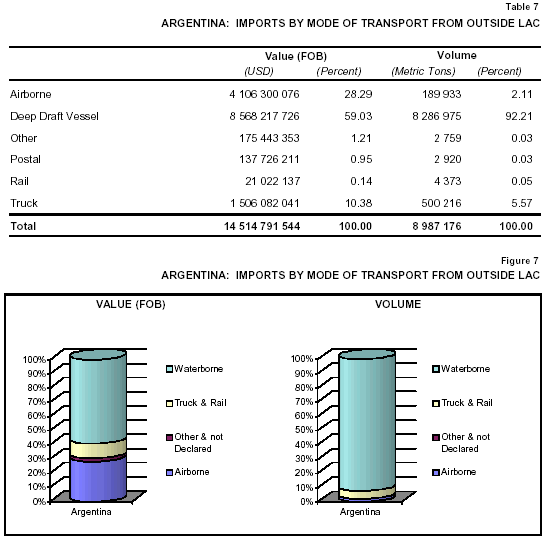 Table 7
ARGENTINA: IMPORTS BY MODE OF TRANSPORT FROM OUTSIDE LAC
Value (FOB) Volume
(USD) (Percent) (Metric Tons) (Percent)
Airborne 4 106 300 076 28.29 189 933 2.11
Deep Draft Vessel 8 568 217 726 59.03 8 286 975 92.21
Other 175 443 353 1.21 2 759 0.03
Postal 137 726 211 0.95 2 920 0.03
Rail 21 022 137 0.14 4 373 0.05
Truck 1 506 082 041 10.38 500 216 5.57
Total 14 514 791 544 100.00 8 987 176 100.00
Figure 7
ARGENTINA: IMPORTS BY MODE OF TRANSPORT FROM OUTSIDE LAC
VALUE (FOB)
100%
90%
80%
70%
60%
50%
40%
30%
20%
10%
0%
Argentina
Waterborne
Truck & Rail
Other & not
Declared
Airborne
VOLUME
100%
90%
80%
70%
60%
50%
40%
30%
20%
10%
0%
Argentina
Waterborne
Truck & Rail
Other & not
Declared
Airborne